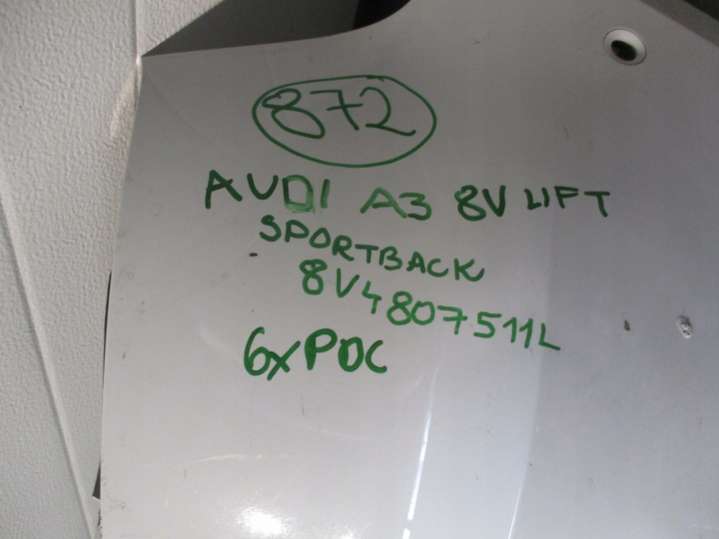 872
AUDI A3 8V LIFT
SPORTBACK
8V4807511L
6xPDC